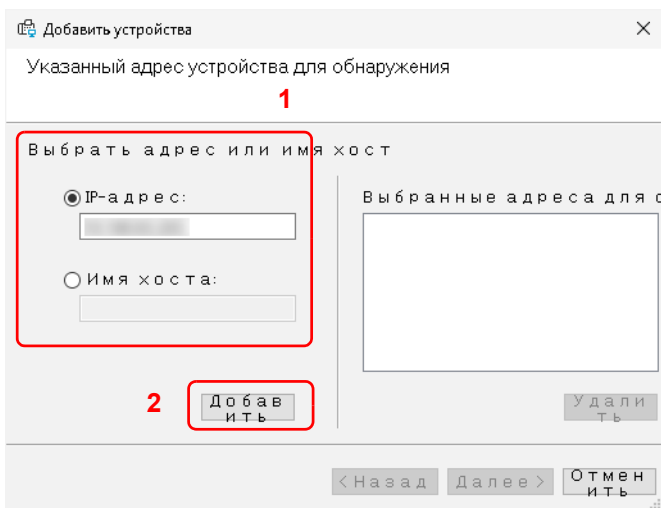 Добавить устройства
Указанный адрес устройства для обнаружения
1
Выбрать адрес или имя хост
IP-адрес:
Имя хоста:
2
Добав
ить
Выбранные адреса для о
Удали
ть
<Назад
Далее>
Отмен
ить